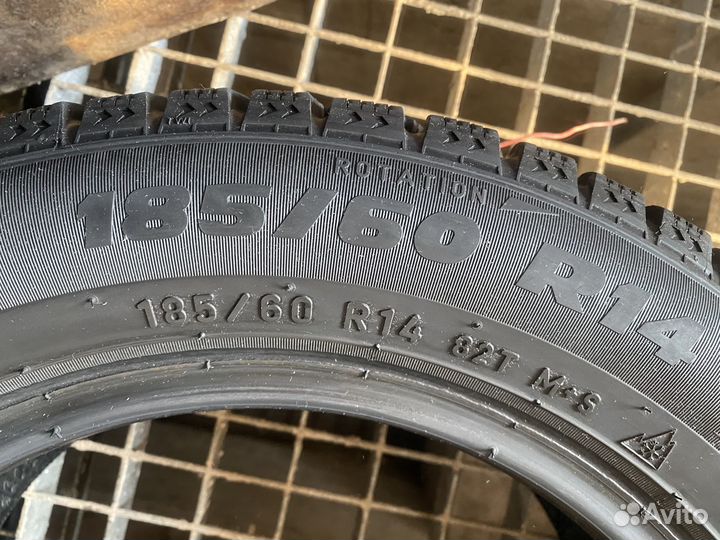 ROTATION
185/60 R14
185/60 R14 82T M+S
Avito